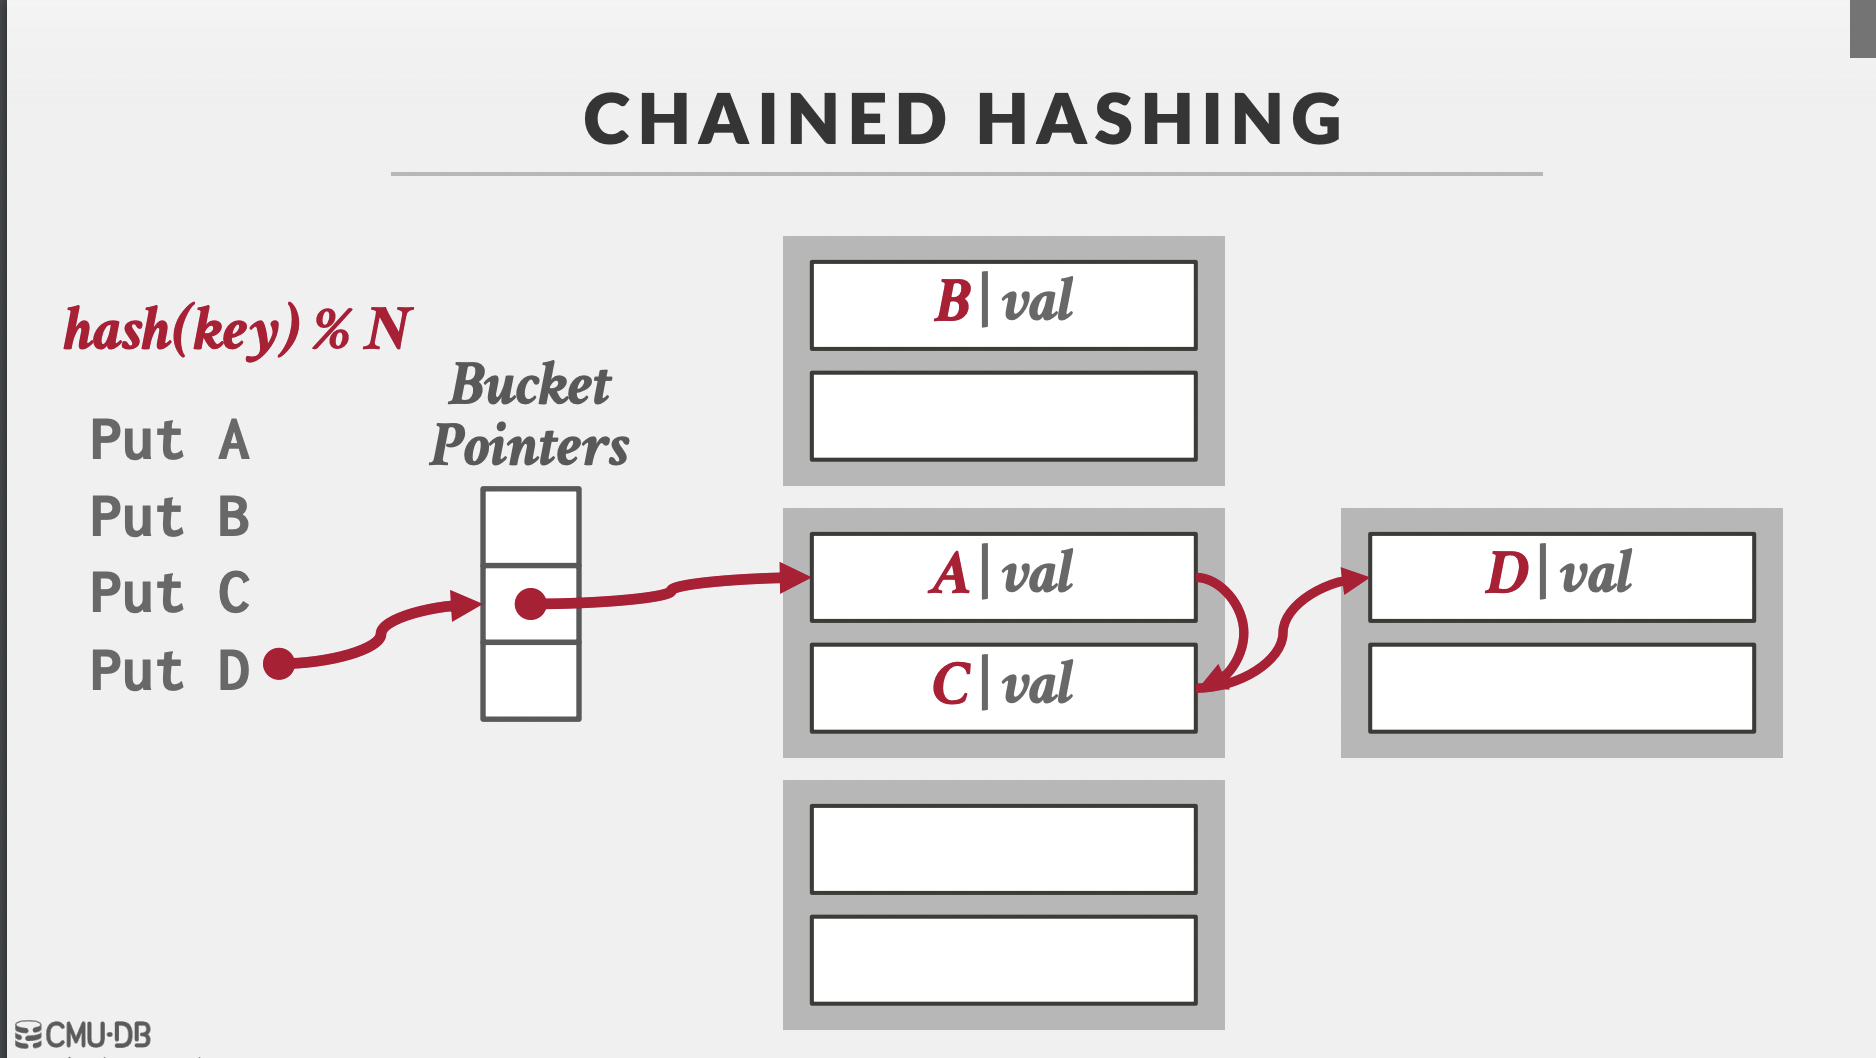 CHAINED HASHING
hash(key) % N
Put A
Put B
Put C
Put D
Bucket
Pointers
B|val
A|val
C|val
D|val
CMU·DB